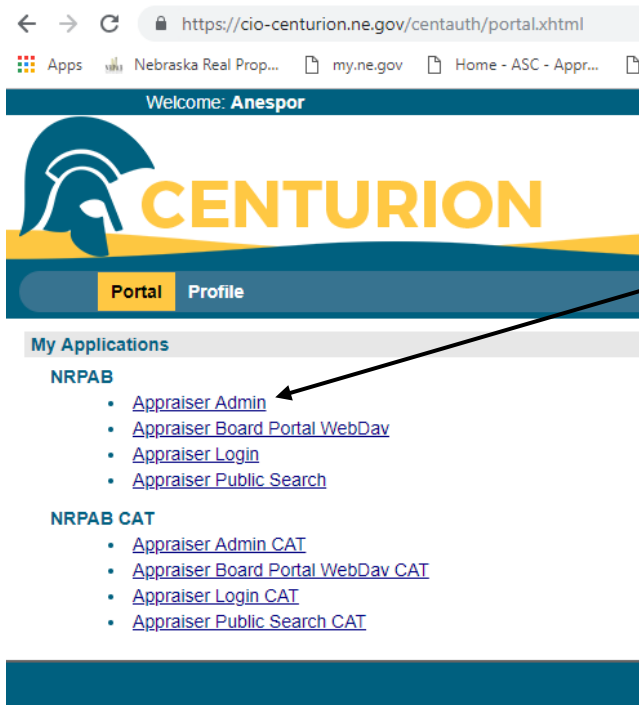 https://cio-centurion.ne.gov/centauth/portal.xhtml
Apps Nebraska Real Prop... my.ne.gov Home - ASC - Appr...
Welcome: Anespor
CENTURION
Portal Profile
My Applications
NRPAB
• Appraiser Admin
• Appraiser Board Portal WebDav
• Appraiser Login
• Appraiser Public Search
NRPAB CAT
• Appraiser Admin CAT
• Appraiser Board Portal WebDav CAT
• Appraiser Login CAT
• Appraiser Public Search CAT